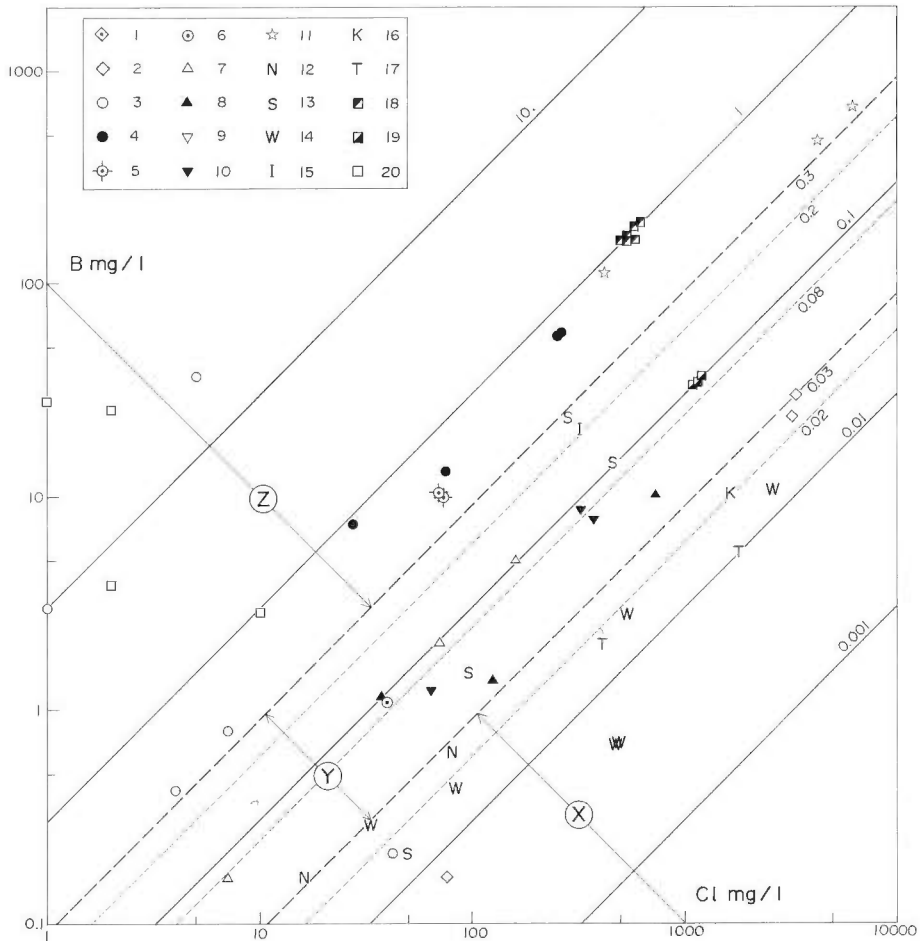 1 6 11 K 16
2 7 T 17
3 8 N 12 18
4 9 S 13 19
5 10 W 14 20
I 15
1000
B mg/l
100
10
1
0.1
10.
1
0.3
0.2
0.1
0.08
0.03
0.02
0.01
0.001
Z
Y
X
S I
S
S
S
N
N
W
W
W
W
WW
K
T
T
Cl mg/l
1 10 100 1000 10000